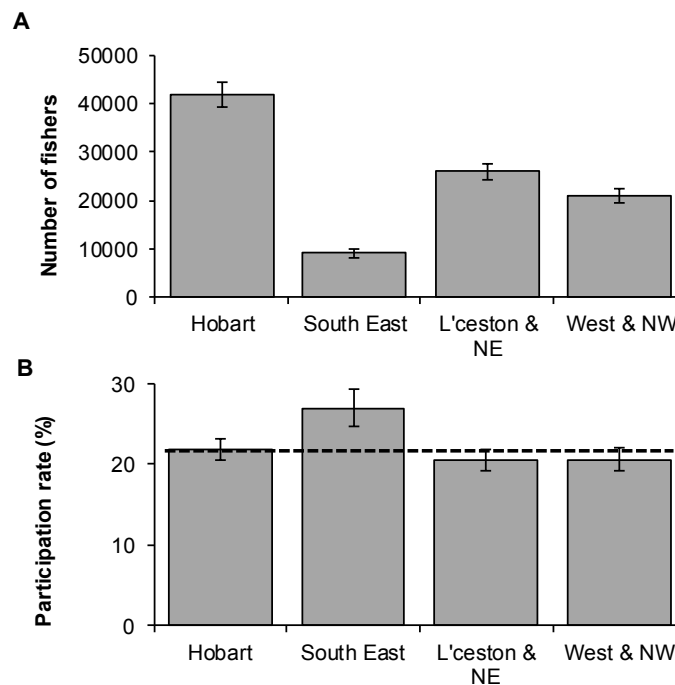 A
Number of fishers
50000
40000
30000
20000
10000
0
Hobart
South East
L'ceston &
NE
West & NW
B
Participation rate (%)
30
20
10
0
Hobart
South East
L'ceston &
NE
West & NW